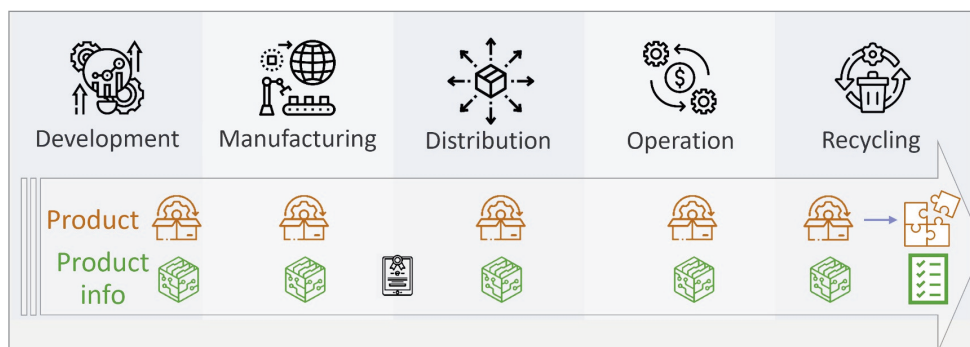 Development
Manufacturing
Distribution
Operation
Recycling
Product
Product
info